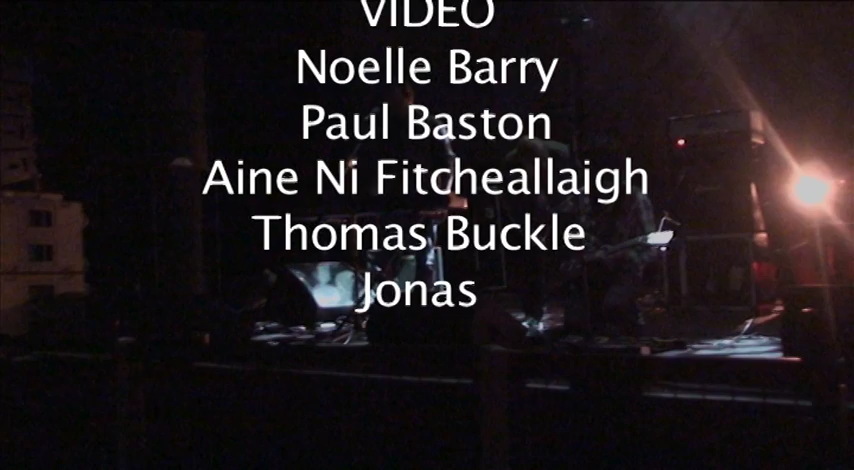 VIDEO
Noelle Barry
Paul Baston
Aine Ni Fitcheallaigh
Thomas Buckle
Jonas